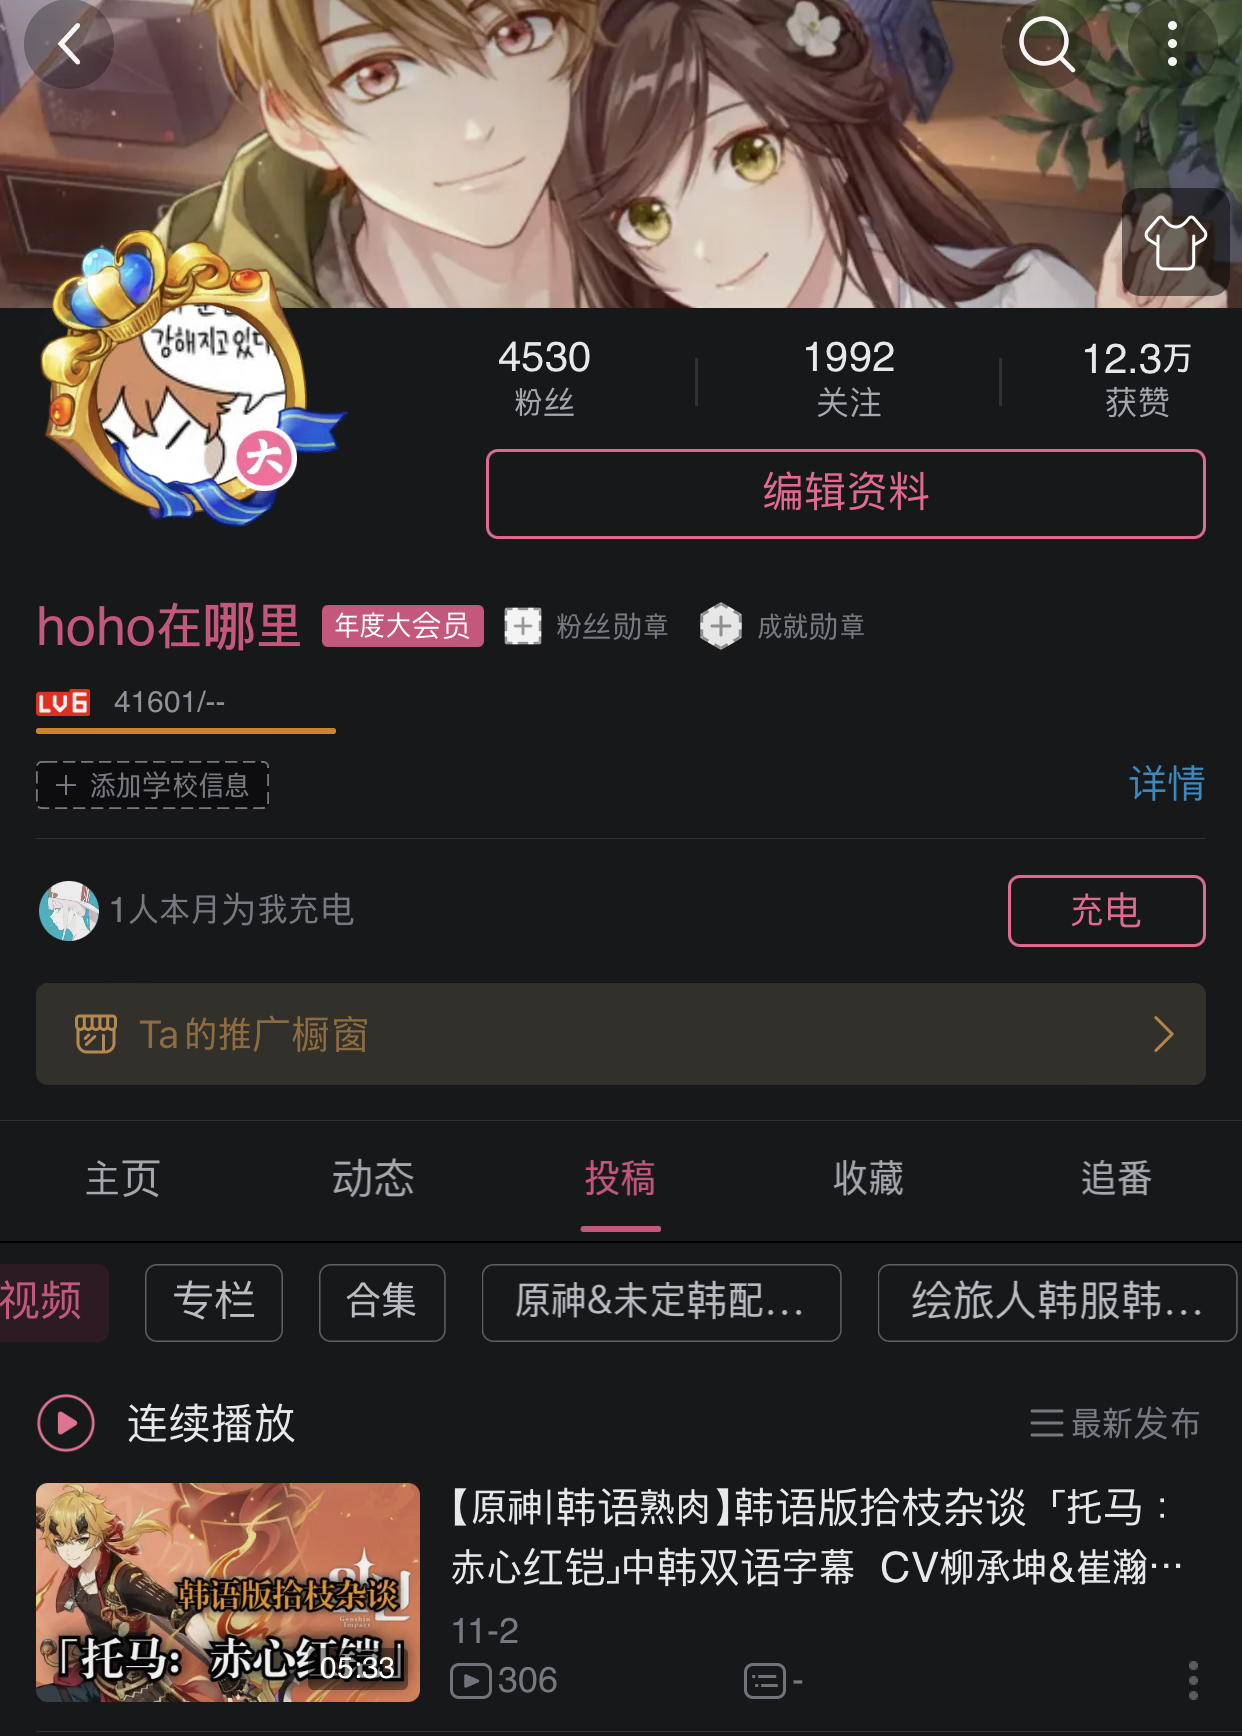 강해지고있다
4530
粉丝
1992
关注
12.3万
获赞
大
编辑资料
hoho在哪里
年度大会员
粉丝勋章
成就勋章
LV6
41601/--
添加学校信息
详情
1人本月为我充电
充电
Ta的推广橱窗
主页
动态
投稿
收藏
追番
视频
专栏
合集
原神&未定韩配...
绘旅人韩服韩...
连续播放
最新发布
韩语版拾枝杂谈
Genshin Impact
「托马：赤心红铠」
05:33
【原神|韩语熟肉】韩语版拾枝杂谈「托马：
赤心红铠」中韩双语字幕 CV柳承坤&崔瀚…
11-2
306
-